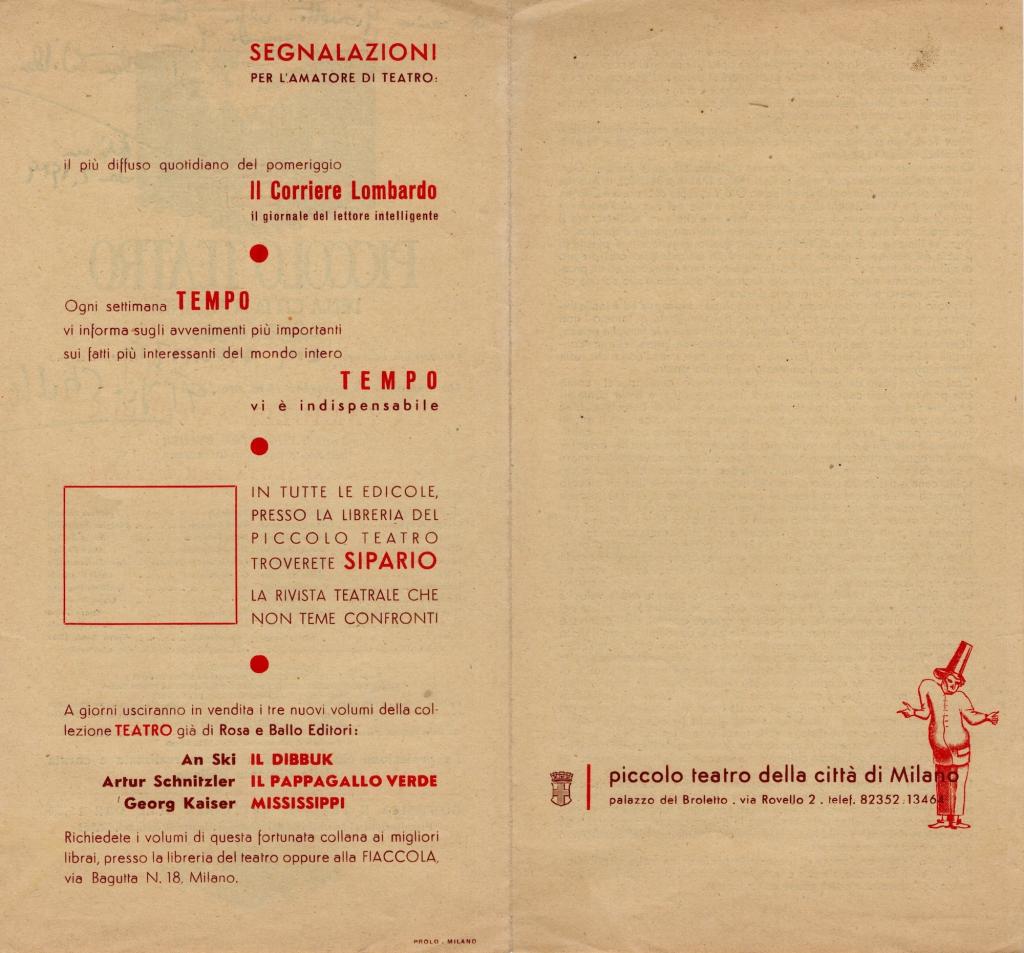 SEGNALAZIONI
PER L'AMATORE DI TEATRO:
il più diffuso quotidiano del pomeriggio
Il Corriere Lombardo
il giornale del lettore intelligente
Ogni settimana TEMPO
vi informa sugli avvenimenti più importanti
sui fatti più interessanti del mondo intero
TEMPO
vi è indispensabile
IN TUTTE LE EDICOLE,
PRESSO LA LIBRERIA DEL
PICCOLO TEATRO
TROVERETE SIPARIO
LA RIVISTA TEATRALE CHE
NON TEME CONFRONTI
A giorni usciranno in vendita i tre nuovi volumi della col-
lezione TEATRO già di Rosa e Ballo Editori:
An Ski IL DIBBUK
Artur Schnitzler IL PAPPAGALLO VERDE
Georg Kaiser MISSISSIPPI
Richiedete i volumi di questa fortunata collana ai migliori
librai, presso la libreria del teatro oppure alla FIACCOLA,
via Bagutta N. 18, Milano.
PROLO - MILANO
piccolo teatro della città di Milano
palazzo del Broletto . via Rovello 2 . telef. 82352 13464